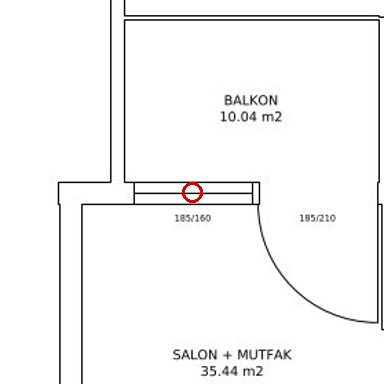 BALKON
10.04 m2
185/160
185/210
SALON + MUTFAK
35.44 m2